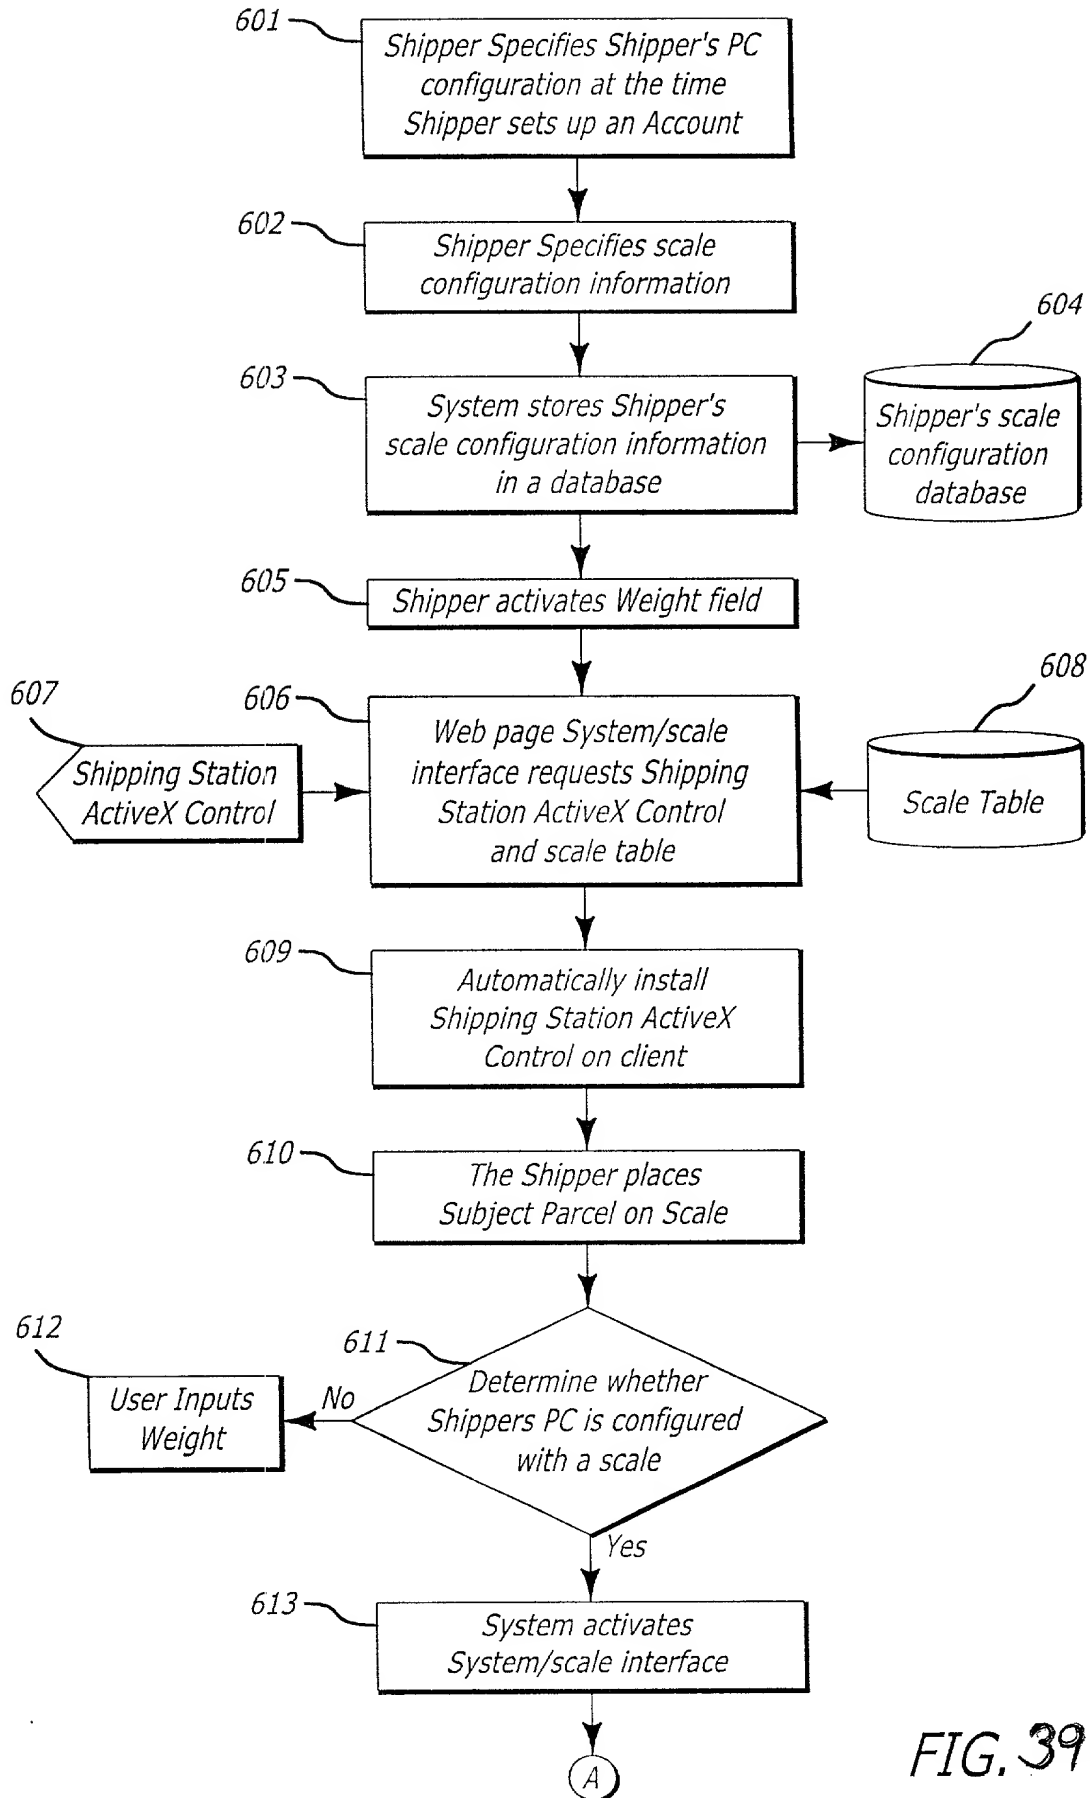 601
Shipper Specifies Shipper's PC
configuration at the time
Shipper sets up an Account
602
Shipper Specifies scale
configuration information
603
System stores Shipper's
scale configuration information
in a database
604
Shipper's scale
configuration
database
605
Shipper activates Weight field
607
Shipping Station
ActiveX Control
606
Web page System/scale
interface requests Shipping
Station ActiveX Control
and scale table
608
Scale Table
609
Automatically install
Shipping Station ActiveX
Control on client
610
The Shipper places
Subject Parcel on Scale
611
Determine whether
Shippers PC is configured
with a scale
No
612
User Inputs
Weight
Yes
613
System activates
System/scale interface
A
FIG. 39